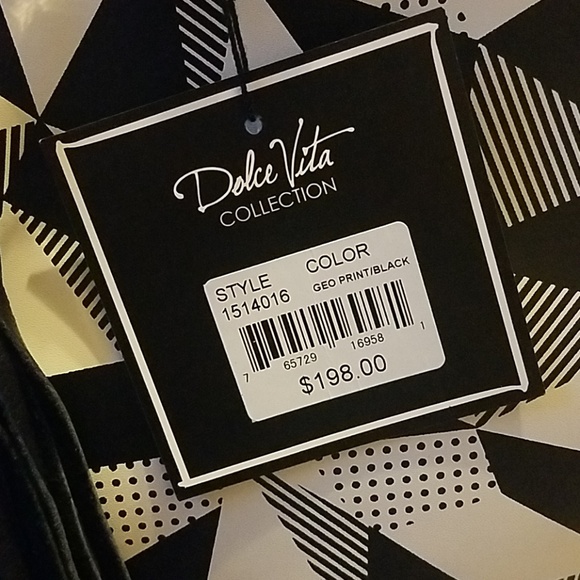 Dolce Vita
COLLECTION
STYLE COLOR
1514016 GEO PRINT/BLACK
7 65729 16958 1
$198.00